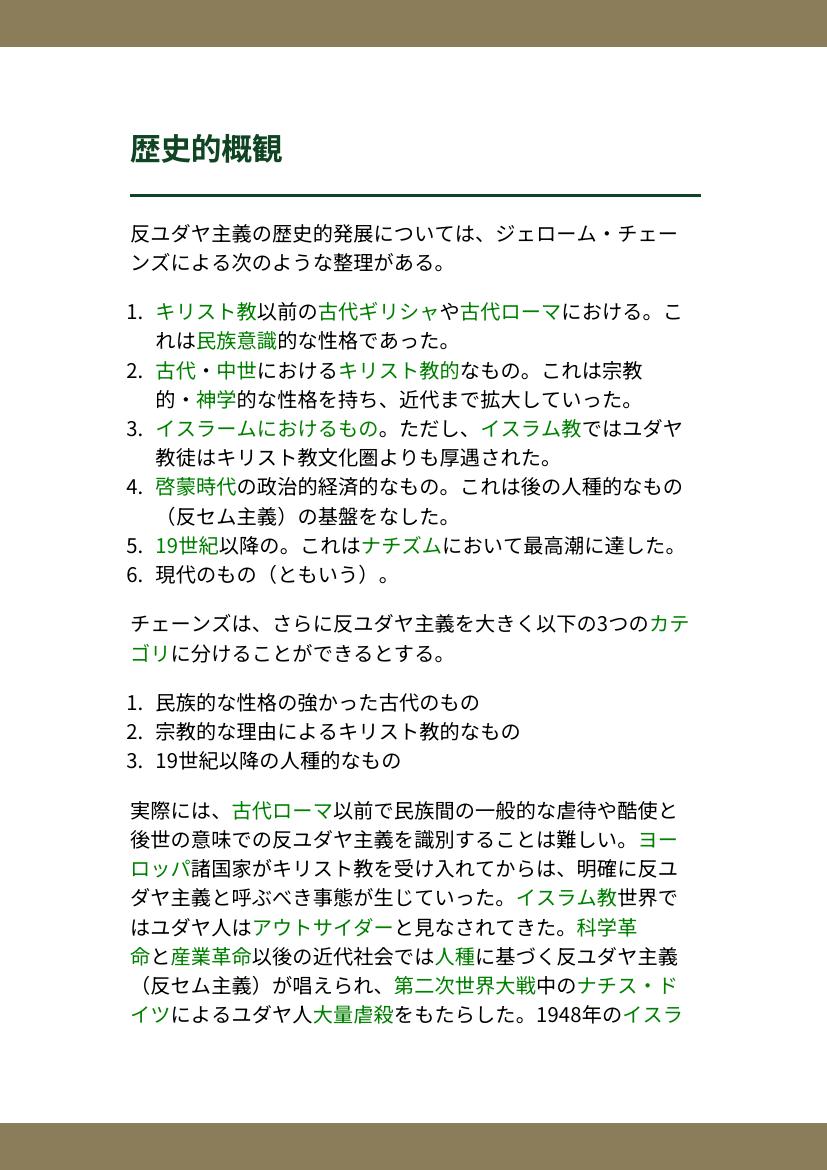 歴史的概観
反ユダヤ主義の歴史的発展については、ジェローム・チェー
ンズによる次のような整理がある。
1. キリスト教以前の古代ギリシャや古代ローマにおける。こ
れは民族意識的な性格であった。
2. 古代・中世におけるキリスト教的なもの。これは宗教
的・神学的な性格を持ち、近代まで拡大していった。
3. イスラームにおけるもの。ただし、イスラム教ではユダヤ
教徒はキリスト教文化圏よりも厚遇された。
4. 啓蒙時代の政治的経済的なもの。これは後の人種的なもの
（反セム主義）の基盤をなした。
5. 19世紀以降の。これはナチズムにおいて最高潮に達した。
6. 現代のもの（ともいう）。
チェーンズは、さらに反ユダヤ主義を大きく以下の3つのカテ
ゴリに分けることができるとする。
1. 民族的な性格の強かった古代のもの
2. 宗教的な理由によるキリスト教的なもの
3. 19世紀以降の人種的なもの
実際には、古代ローマ以前で民族間の一般的な虐待や酷使と
後世の意味での反ユダヤ主義を識別することは難しい。ヨー
ロッパ諸国家がキリスト教を受け入れてからは、明確に反ユ
ダヤ主義と呼ぶべき事態が生じていった。イスラム教世界で
はユダヤ人はアウトサイダーと見なされてきた。科学革
命と産業革命以後の近代社会では人種に基づく反ユダヤ主義
（反セム主義）が唱えられ、第二次世界大戦中のナチス・ド
イツによるユダヤ人大量虐殺をもたらした。1948年のイスラ